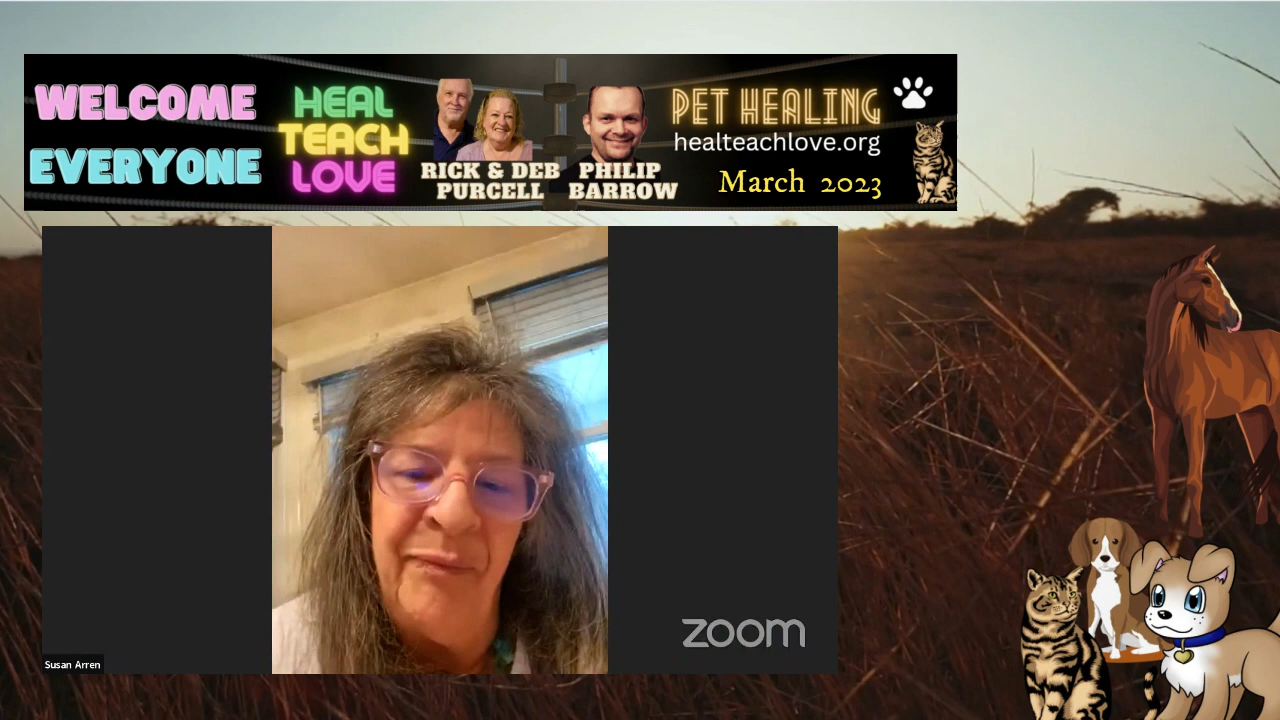 WELCOME
EVERYONE
HEAL
TEACH
LOVE
RICK & DEB
PURCELL
PHILIP
BARROW
PET HEALING
healteachlove.org
March 2023
zoom
Susan Arren